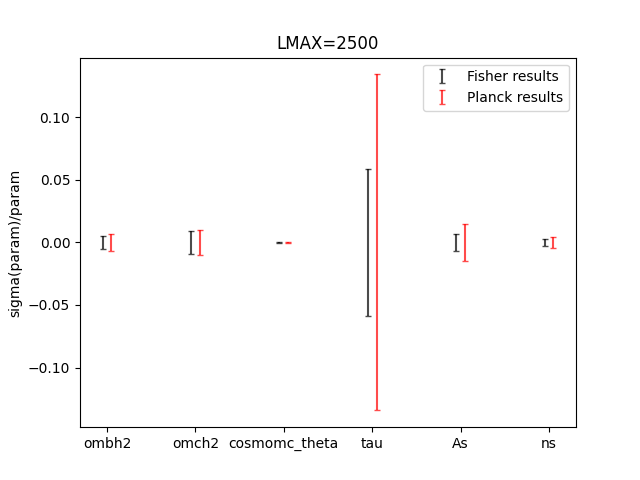 LMAX=2500
Fisher results
Planck results
sigma(param)/param
0.10
0.05
0.00
−0.05
−0.10
ombh2 omch2 cosmomc_theta tau As ns